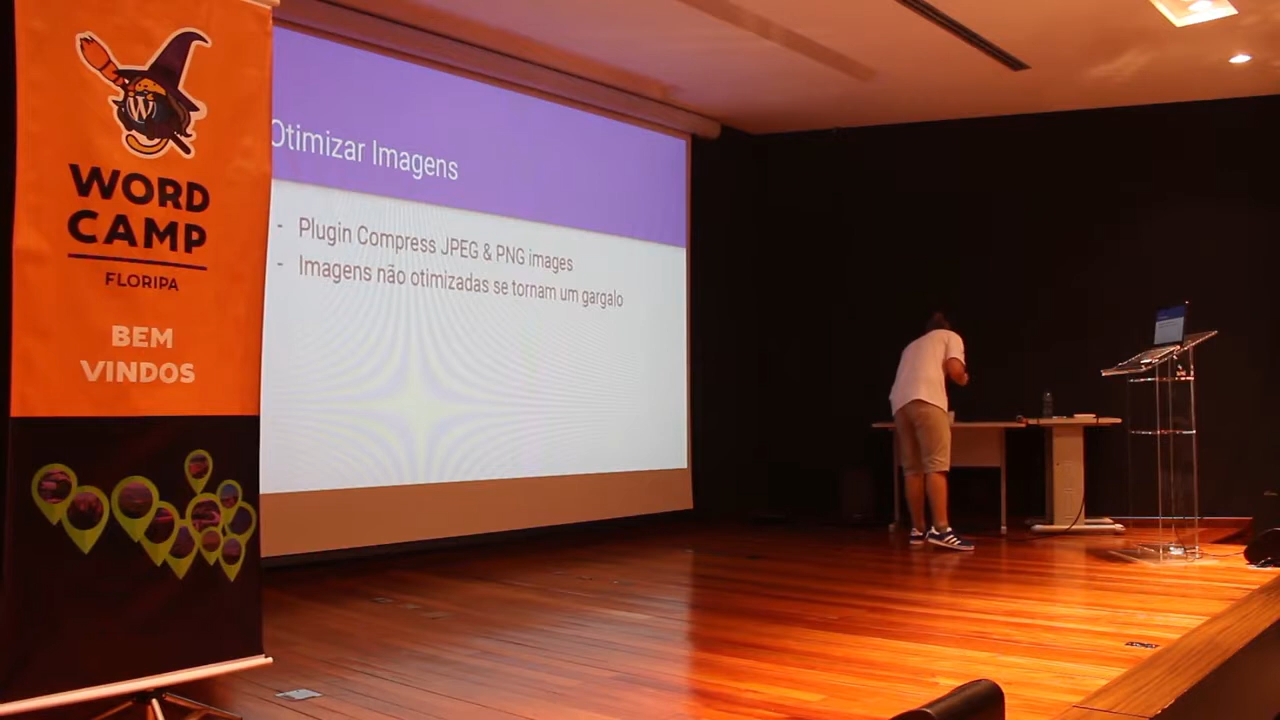 WORD
CAMP
FLORIPA
BEM
VINDOS
Otimizar Imagens
- Plugin Compress JPEG & PNG images
- Imagens não otimizadas se tornam um gargalo